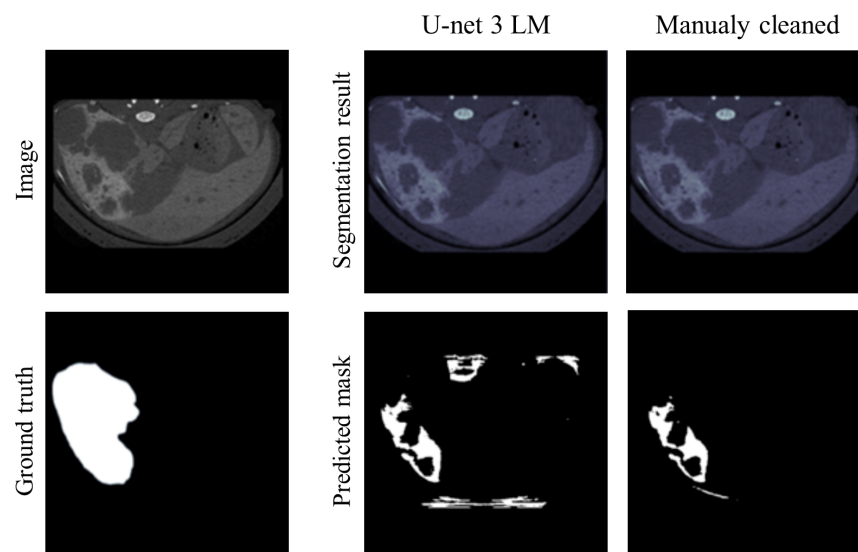 U-net 3 LM
Manualy cleaned
Image
Segmentation result
Ground truth
Predicted mask